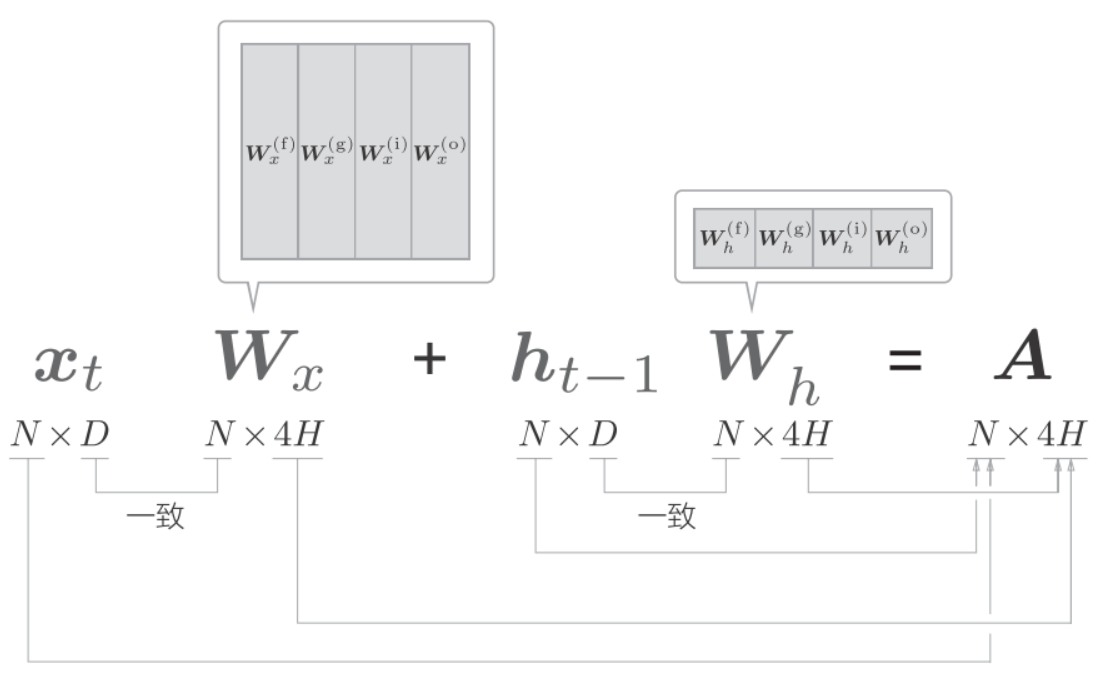 W_x^{(f)} W_x^{(g)} W_x^{(i)} W_x^{(o)}
W_h^{(f)} W_h^{(g)} W_h^{(i)} W_h^{(o)}
x_t W_x + h_{t-1} W_h = A
N × D N × 4H N × D N × 4H N × 4H
一致 一致